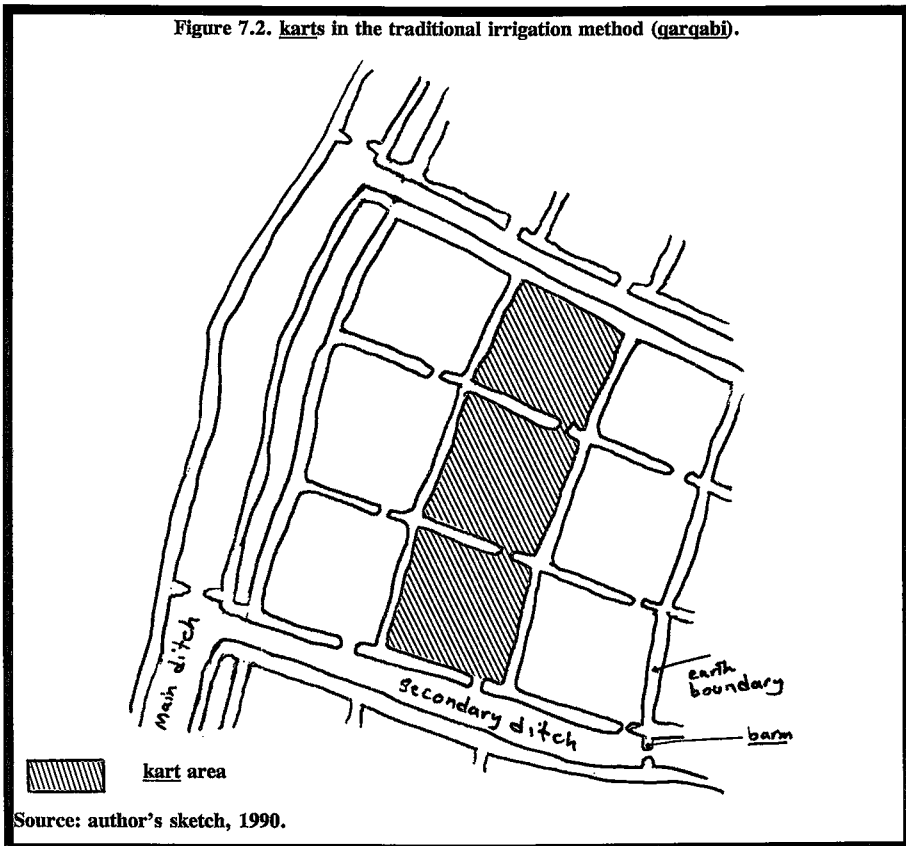 Figure 7.2. karts in the traditional irrigation method (qarqabi).
Main ditch
Secondary ditch
earth
boundary
barm
kart area
Source: author's sketch, 1990.